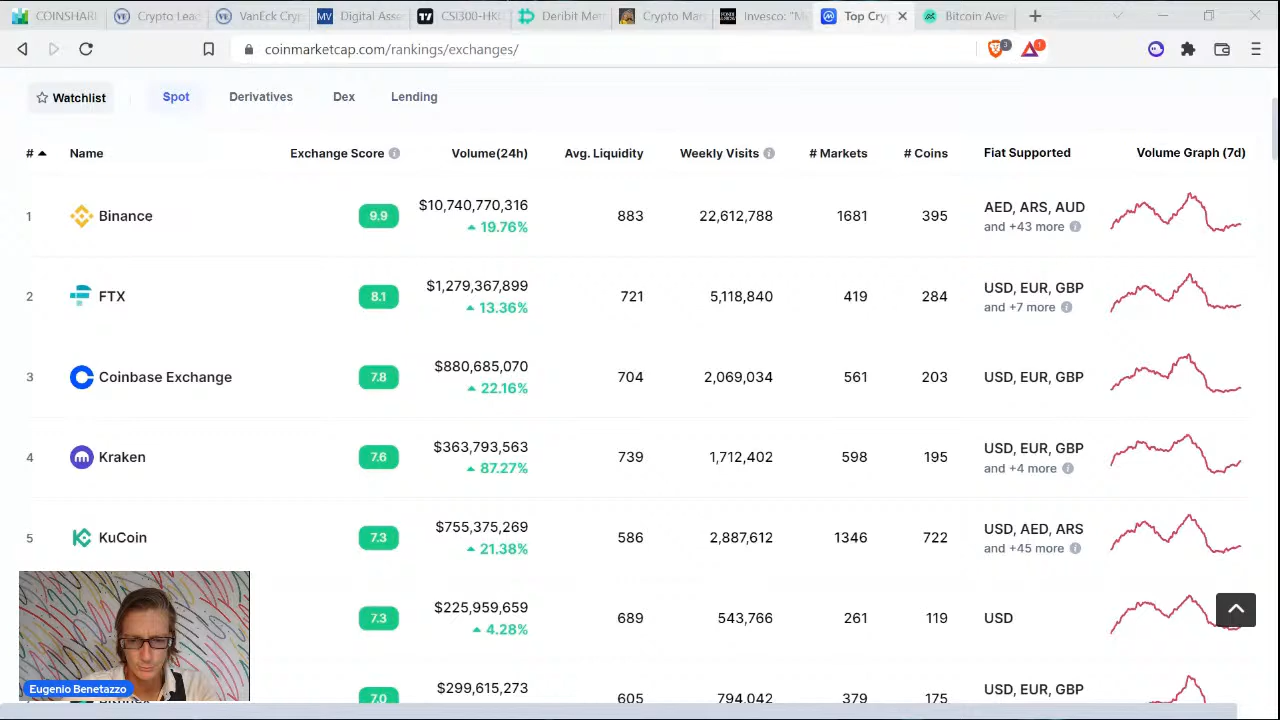 COINSHARI Crypto Leag VanEck Cryp Digital Asse CSI300-HKD Deribit Met Crypto Mar Invesco: "M Top Cry Bitcoin Ave
coinmarketcap.com/rankings/exchanges/ 3 1
Watchlist Spot Derivatives Dex Lending
# Name Exchange Score Volume(24h) Avg. Liquidity Weekly Visits # Markets # Coins Fiat Supported Volume Graph (7d)
1 Binance 9.9 $10,740,770,316 883 22,612,788 1681 395 AED, ARS, AUD
19.76% and +43 more
2 FTX 8.1 $1,279,367,899 721 5,118,840 419 284 USD, EUR, GBP
13.36% and +7 more
3 Coinbase Exchange 7.8 $880,685,070 704 2,069,034 561 203 USD, EUR, GBP
22.16%
4 Kraken 7.6 $363,793,563 739 1,712,402 598 195 USD, EUR, GBP
87.27% and +4 more
5 KuCoin 7.3 $755,375,269 586 2,887,612 1346 722 USD, AED, ARS
21.38% and +45 more
7.3 $225,959,659 689 543,766 261 119 USD
4.28%
7.0 $299,615,273 605 794,042 379 175 USD, EUR, GBP
Eugenio Benetazzo